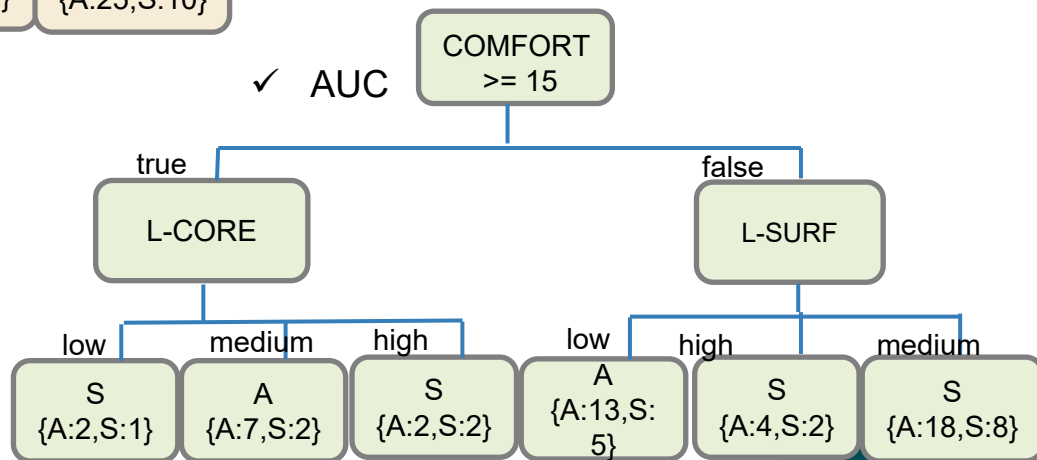 {A:25,S:10}
COMFORT
>= 15
✓ AUC
true
false
L-CORE
L-SURF
low
medium
high
low
high
medium
S
{A:2,S:1}
A
{A:7,S:2}
S
{A:2,S:2}
A
{A:13,S:
5}
S
{A:4,S:2}
S
{A:18,S:8}